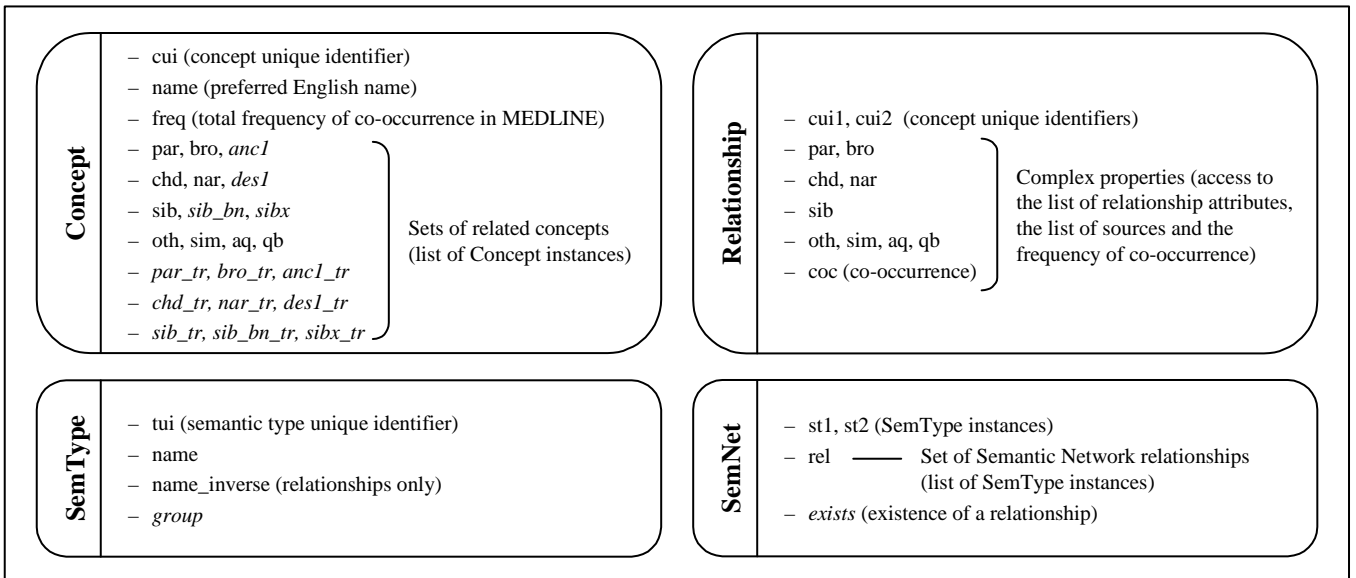 Concept
– cui (concept unique identifier)
– name (preferred English name)
– freq (total frequency of co-occurrence in MEDLINE)
– par, bro, anc1
– chd, nar, des1
– sib, sib_bn, sibx
– oth, sim, aq, qb
– par_tr, bro_tr, anc1_tr
– chd_tr, nar_tr, des1_tr
– sib_tr, sib_bn_tr, sibx_tr
Sets of related concepts
(list of Concept instances)
Relationship
– cui1, cui2 (concept unique identifiers)
– par, bro
– chd, nar
– sib
– oth, sim, aq, qb
– coc (co-occurrence)
Complex properties (access to
the list of relationship attributes,
the list of sources and the
frequency of co-occurrence)
SemType
– tui (semantic type unique identifier)
– name
– name_inverse (relationships only)
– group
SemNet
– st1, st2 (SemType instances)
– rel Set of Semantic Network relationships
(list of SemType instances)
– exists (existence of a relationship)